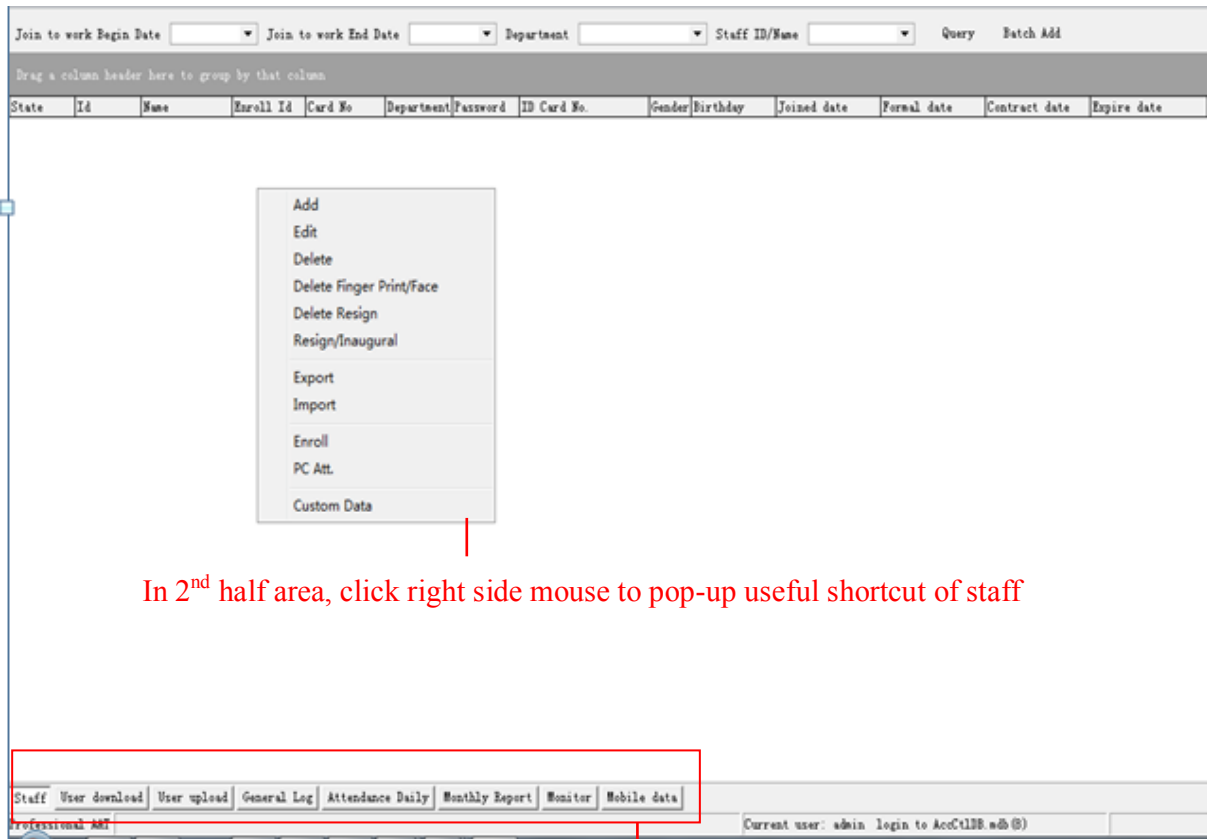 Join to work Begin Date Join to work End Date Department Staff ID/Name Query Batch Add
Drag a column header here to group by that column
State Id Name Enroll Id Card No Department Password ID Card No. Gender Birthday Joined date Formal date Contract date Expire date
Add
Edit
Delete
Delete Finger Print/Face
Delete Resign
Resign/Inaugural
Export
Import
Enroll
PC Att.
Custom Data
In 2nd half area, click right side mouse to pop-up useful shortcut of staff
Staff User download User upload General Log Attendance Daily Monthly Report Monitor Mobile data
Professional Current user: admin login to AccCtlDB.mdb(B)